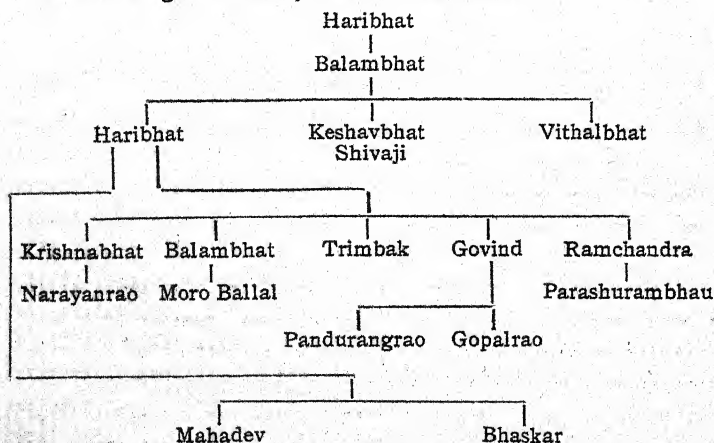 Haribhat
Balambhat
Haribhat Keshavbhat Vithalbhat
Shivaji
Krishnabhat Balambhat Trimbak Govind Ramchandra
Narayanrao Moro Ballal Parashurambhau
Pandurangrao Gopalrao
Mahadev Bhaskar